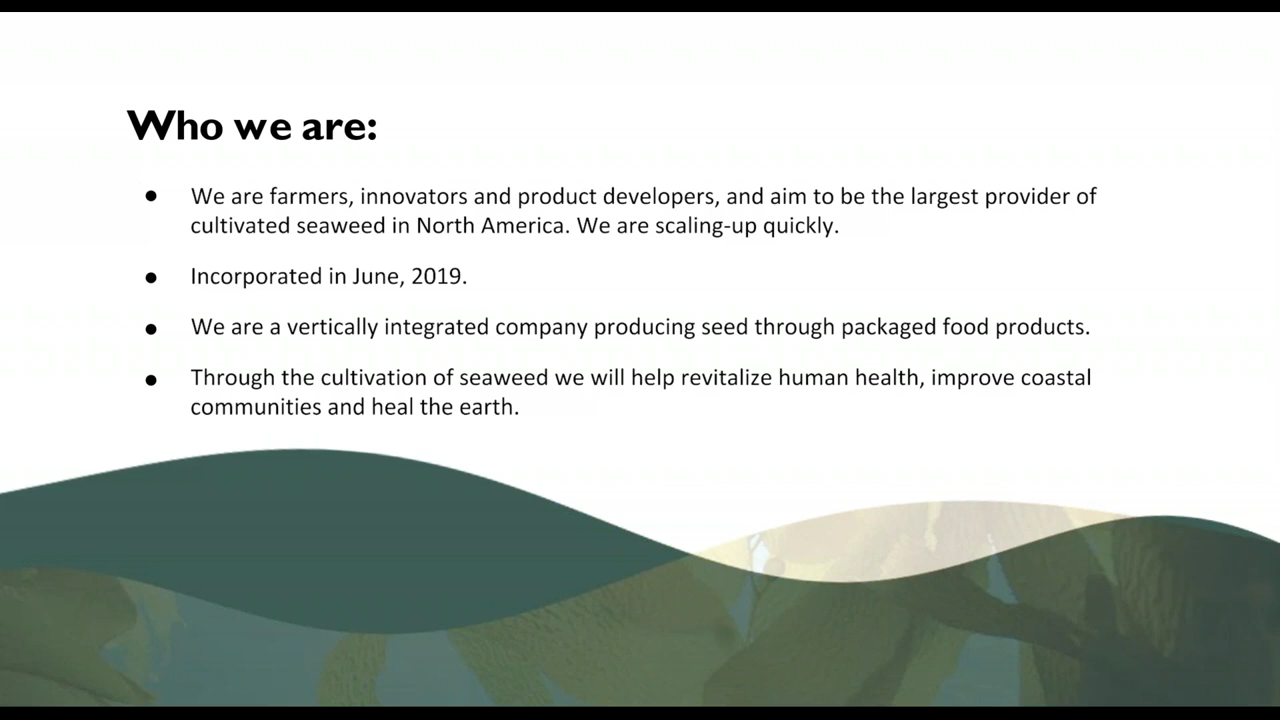 Who we are:
● We are farmers, innovators and product developers, and aim to be the largest provider of
cultivated seaweed in North America. We are scaling-up quickly.
● Incorporated in June, 2019.
● We are a vertically integrated company producing seed through packaged food products.
● Through the cultivation of seaweed we will help revitalize human health, improve coastal
communities and heal the earth.